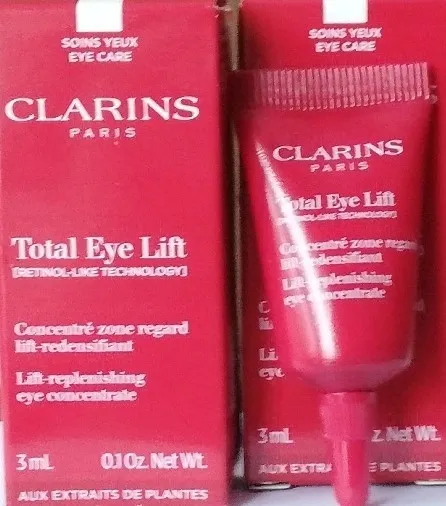 SOINS YEUX
EYE CARE
CLARINS
PARIS
Total Eye Lift
[RETINOL-LIKE TECHNOLOGY]
Concentré zone regard
lift-redensifiant
Lift-replenishing
eye concentrate
3 mL 0.1 Oz. Net Wt.
AUX EXTRAITS DE PLANTES
SOINS YEUX
EYE CARE
CLARINS
PARIS
Total Eye Lift
[RETINOL-LIKE TECHNOLOGY]
Concentré zone regard
lift-redensifiant
Lift-replenishing
eye concentrate
3 mL z. Net Wt.
AUX EXTRA DE PLANTES